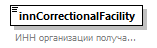 innCorrectionalFacility
ИНН организации получа...